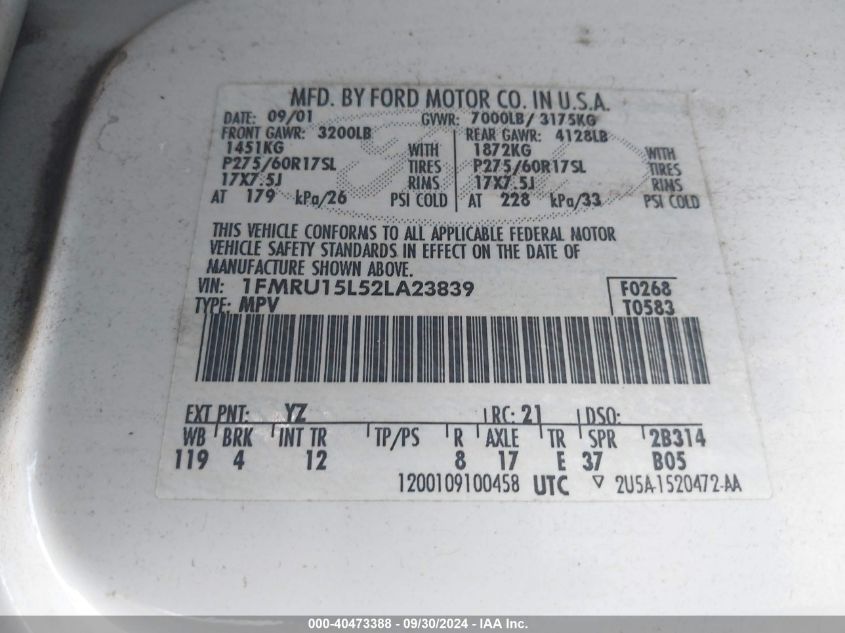 MFD. BY FORD MOTOR CO. IN U.S.A.
DATE: 09/01 GVWR: 7000LB/ 3175KG
FRONT GAWR: 3200LB REAR GAWR: 4128LB
1451KG WITH 1872KG WITH
P275/60R17SL TIRES P275/60R17SL TIRES
17X7.5J RIMS 17X7.5J RIMS
AT 179 kPa/26 PSI COLD AT 228 kPa/33 PSI COLD
THIS VEHICLE CONFORMS TO ALL APPLICABLE FEDERAL MOTOR
VEHICLE SAFETY STANDARDS IN EFFECT ON THE DATE OF
MANUFACTURE SHOWN ABOVE.
VIN: 1FMRU15L52LA23839 F0268
TYPE: MPV T0583
EXT PNT: YZ RC: 21 DSO:
WB BRK INT TR TP/PS R AXLE TR SPR 2B314
119 4 12 8 17 E 37 B05
1200109100458 UTC ▽ 2U5A-1520472-AA
000-40473388 - 09/30/2024 - IAA Inc.